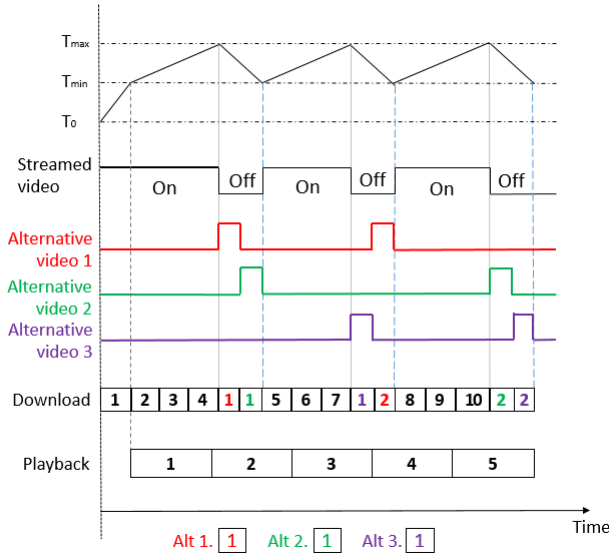 Tmax
Tmin
T0
Streamed video
On Off On Off On Off
Alternative video 1
Alternative video 2
Alternative video 3
Download 1 2 3 4 1 1 5 6 7 1 2 8 9 10 2 2
Playback 1 2 3 4 5
Time
Alt 1. 1 Alt 2. 1 Alt 3. 1